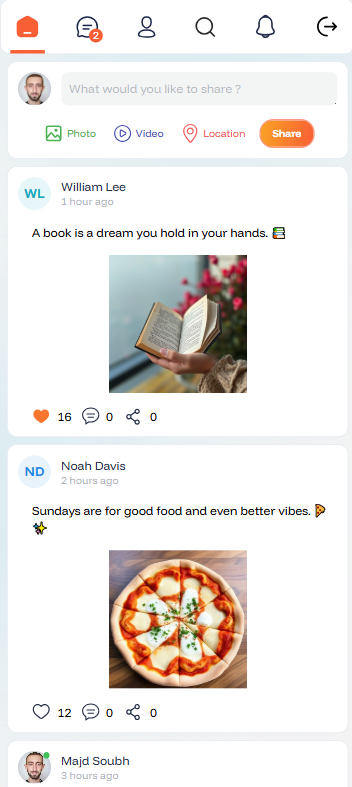 2
What would you like to share ?
Photo
Video
Location
Share
WL
William Lee
1 hour ago
A book is a dream you hold in your hands. 📚
16
0
0
ND
Noah Davis
2 hours ago
Sundays are for good food and even better vibes. 🍕
✨
12
0
0
Majd Soubh
3 hours ago